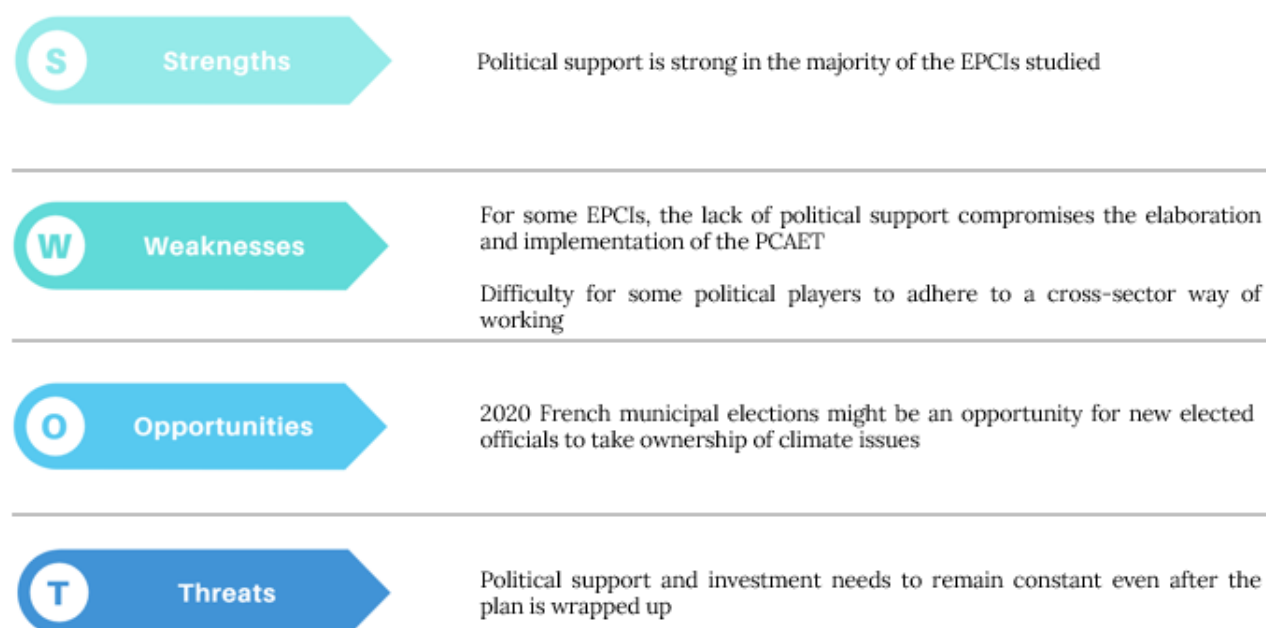 S
Strengths
Political support is strong in the majority of the EPCIs studied
W
Weaknesses
For some EPCIs, the lack of political support compromises the elaboration
and implementation of the PCAET
Difficulty for some political players to adhere to a cross-sector way of
working
O
Opportunities
2020 French municipal elections might be an opportunity for new elected
officials to take ownership of climate issues
T
Threats
Political support and investment needs to remain constant even after the
plan is wrapped up